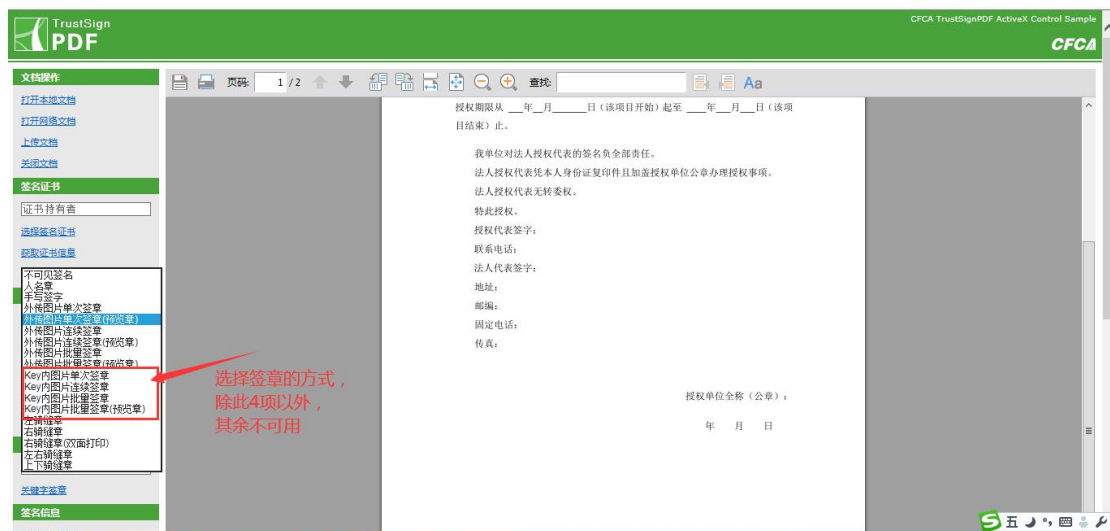 TrustSign
PDF
CFCA TrustSignPDF ActiveX Control Sample
CFCA
文档操作
打开本地文档
打开网络文档
上传文档
关闭文档
签名证书
证书持有者
选择签名证书
获取证书信息
不可见签名
人名章
手写签字
外传图片单次签章
外传图片单次签章(预览章)
外传图片连续签章
外传图片连续签章(预览章)
外传图片批量签章
外传图片批量签章(预览章)
Key内图片单次签章
Key内图片连续签章
Key内图片批量签章
Key内图片批量签章(预览章)
左骑缝章
右骑缝章
右骑缝章(双面打印)
左右骑缝章
上下骑缝章
关键字签章
签名信息
页码: 1 /2 查找: Aa
授权期限从 ___年__月______日（该项目开始）起至 ____年__月___日（该项
目结束）止。
我单位对法人授权代表的签名负全部责任。
法人授权代表凭本人身份证复印件且加盖授权单位公章办理授权事项。
法人授权代表无转委权。
特此授权。
授权代表签字：
联系电话：
法人代表签字：
地址：
邮编：
固定电话：
传真：
授权单位全称（公章）：
年 月 日
选择签章的方式，
除此4项以外，
其余不可用
五